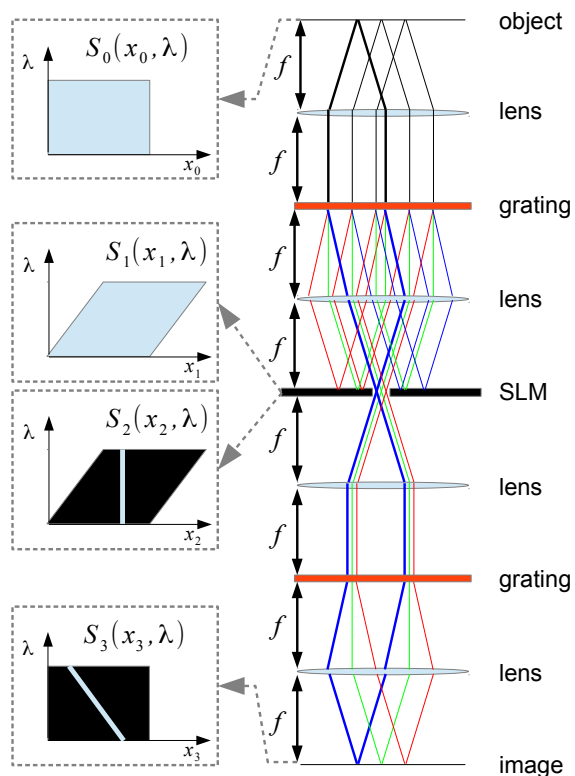 object
S₀(x₀,λ)
λ
x₀
f
lens
f
grating
f
S₁(x₁,λ)
λ
x₁
lens
f
SLM
S₂(x₂,λ)
λ
x₂
f
lens
f
grating
f
S₃(x₃,λ)
λ
x₃
lens
f
image